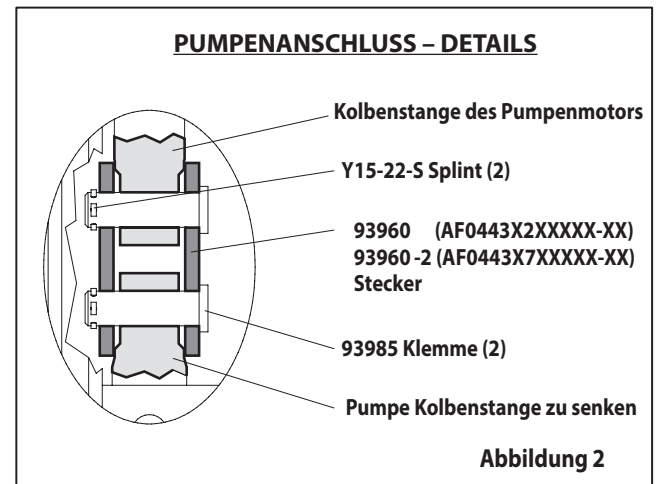 PUMPENANSCHLUSS – DETAILS
Kolbenstange des Pumpenmotors
Y15-22-S Splint (2)
93960 (AF0443X2XXXXX-XX)
93960 -2 (AF0443X7XXXXX-XX)
Stecker
93985 Klemme (2)
Pumpe Kolbenstange zu senken
Abbildung 2